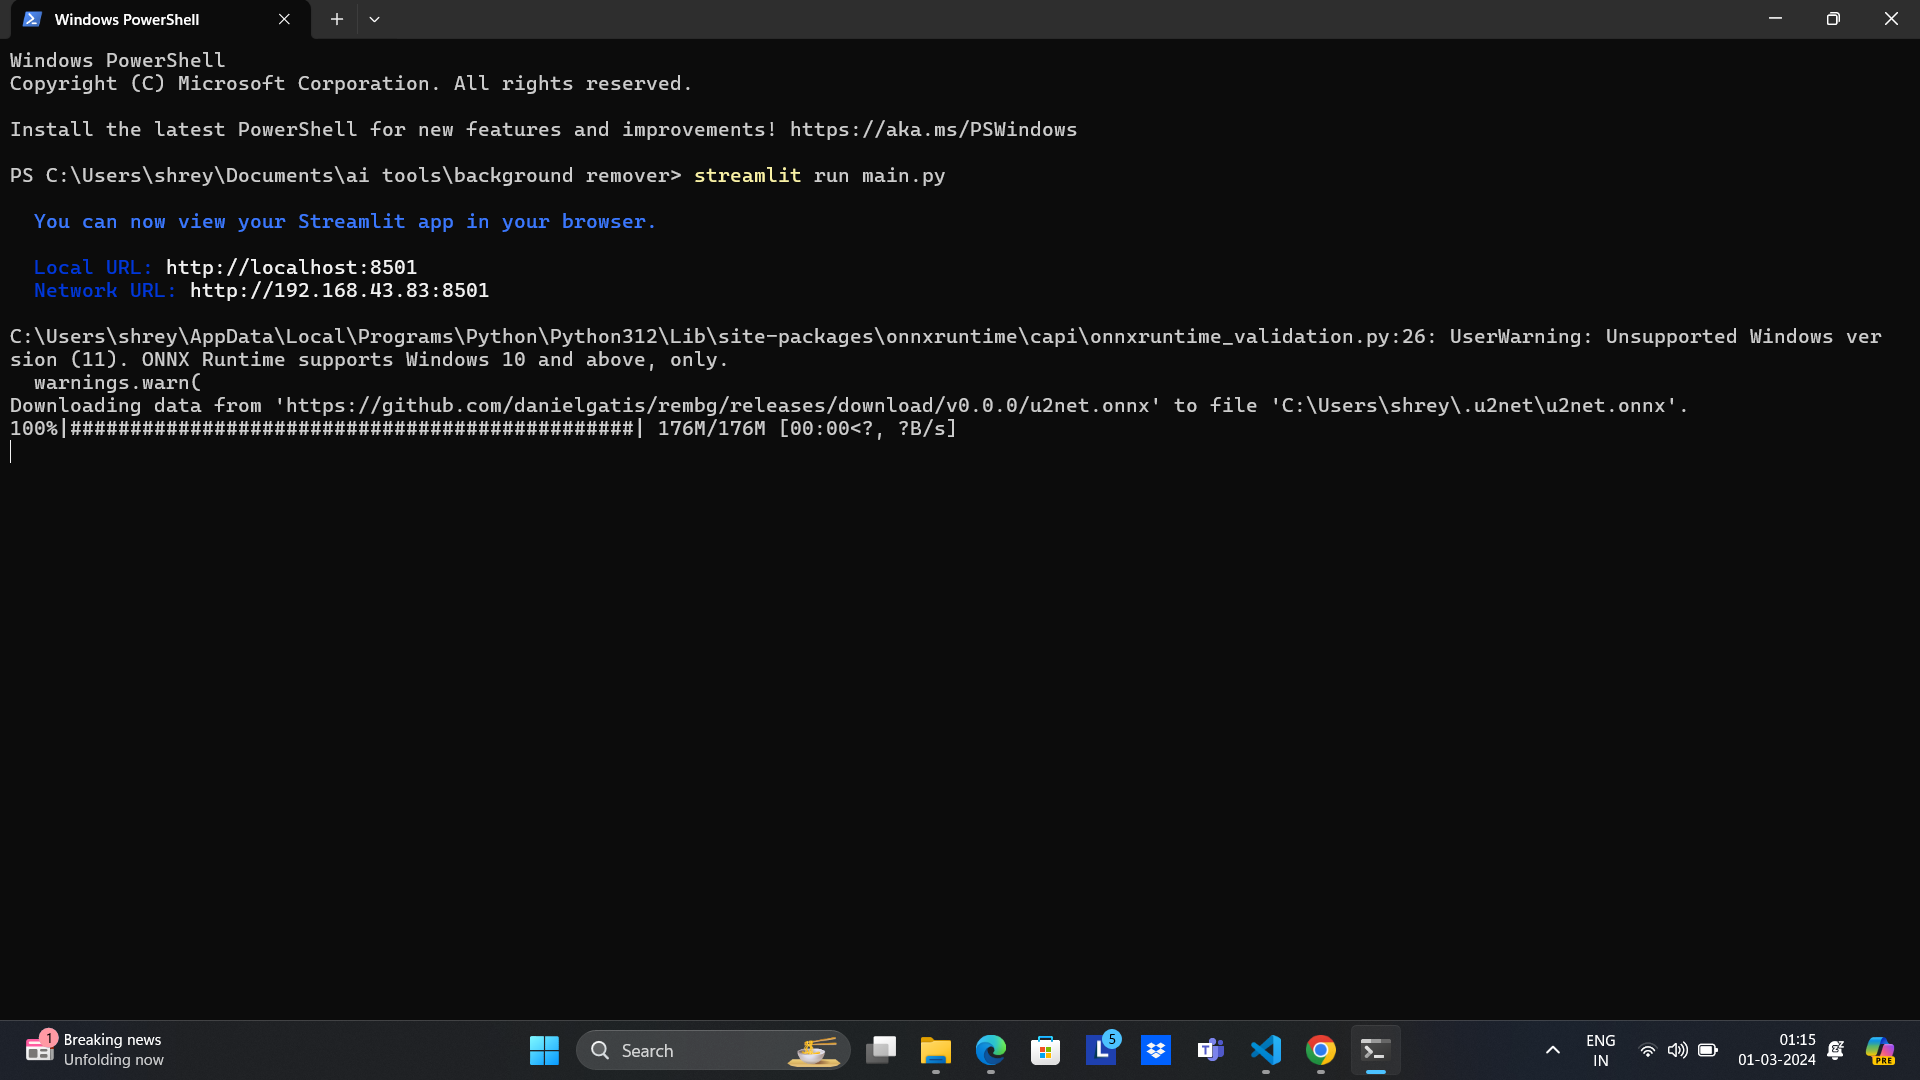 Windows PowerShell
Windows PowerShell
Copyright (C) Microsoft Corporation. All rights reserved.
Install the latest PowerShell for new features and improvements! https://aka.ms/PSWindows
PS C:\Users\shrey\Documents\ai tools\background remover> streamlit run main.py
You can now view your Streamlit app in your browser.
Local URL: http://localhost:8501
Network URL: http://192.168.43.83:8501
C:\Users\shrey\AppData\Local\Programs\Python\Python312\Lib\site-packages\onnxruntime\capi\onnxruntime_validation.py:26: UserWarning: Unsupported Windows ver
sion (11). ONNX Runtime supports Windows 10 and above, only.
warnings.warn(
Downloading data from 'https://github.com/danielgatis/rembg/releases/download/v0.0.0/u2net.onnx' to file 'C:\Users\shrey\.u2net\u2net.onnx'.
100%|###############################################| 176M/176M [00:00<?, ?B/s]
1
Breaking news
Unfolding now
Search
L
5
T
ENG
IN
01:15
01-03-2024
PRE